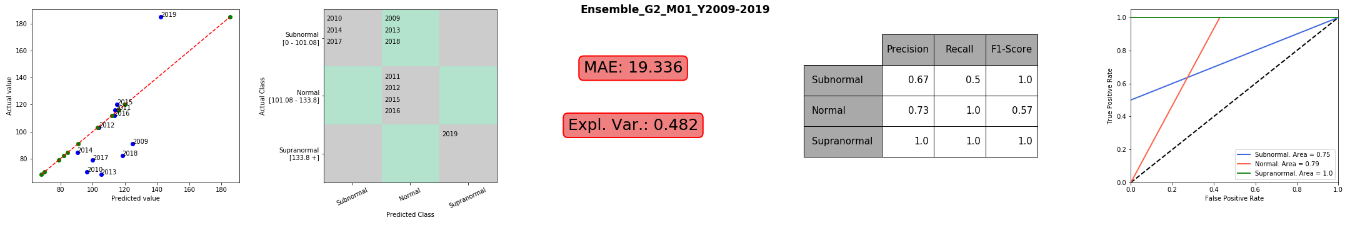 Ensemble_G2_M01_Y2009-2019
Actual value
180
160
140
120
100
80
80 100 120 140 160 180
Predicted value
2019
2015
2011
2016
2012
2009
2014
2018
2017
2010
2013
Actual Class
Subnormal
[0 - 101.08]
Normal
[101.08 - 133.8]
Supranormal
[133.8 +]
2010 2009
2014 2013
2017 2018
2011
2012
2015
2016
2019
Subnormal Normal Supranormal
Predicted Class
MAE: 19.336
Expl. Var.: 0.482
Precision Recall F1-Score
Subnormal 0.67 0.5 1.0
Normal 0.73 1.0 0.57
Supranormal 1.0 1.0 1.0
True Positive Rate
1.0
0.8
0.6
0.4
0.2
0.0
0.0 0.2 0.4 0.6 0.8 1.0
False Positive Rate
Subnormal. Area = 0.75
Normal. Area = 0.79
Supranormal. Area = 1.0